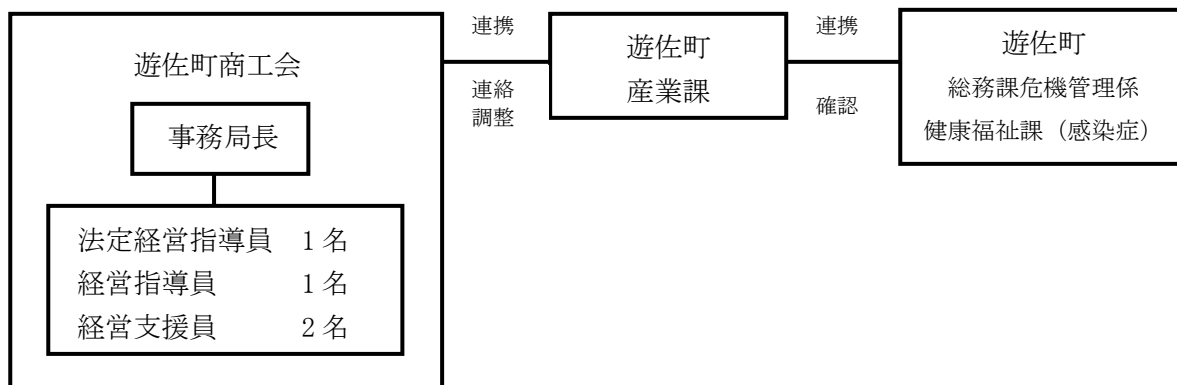 遊佐町商工会
事務局長
法定経営指導員 1名
経営指導員 1名
経営支援員 2名
連携
連絡
調整
遊佐町
産業課
連携
確認
遊佐町
総務課危機管理係
健康福祉課（感染症）